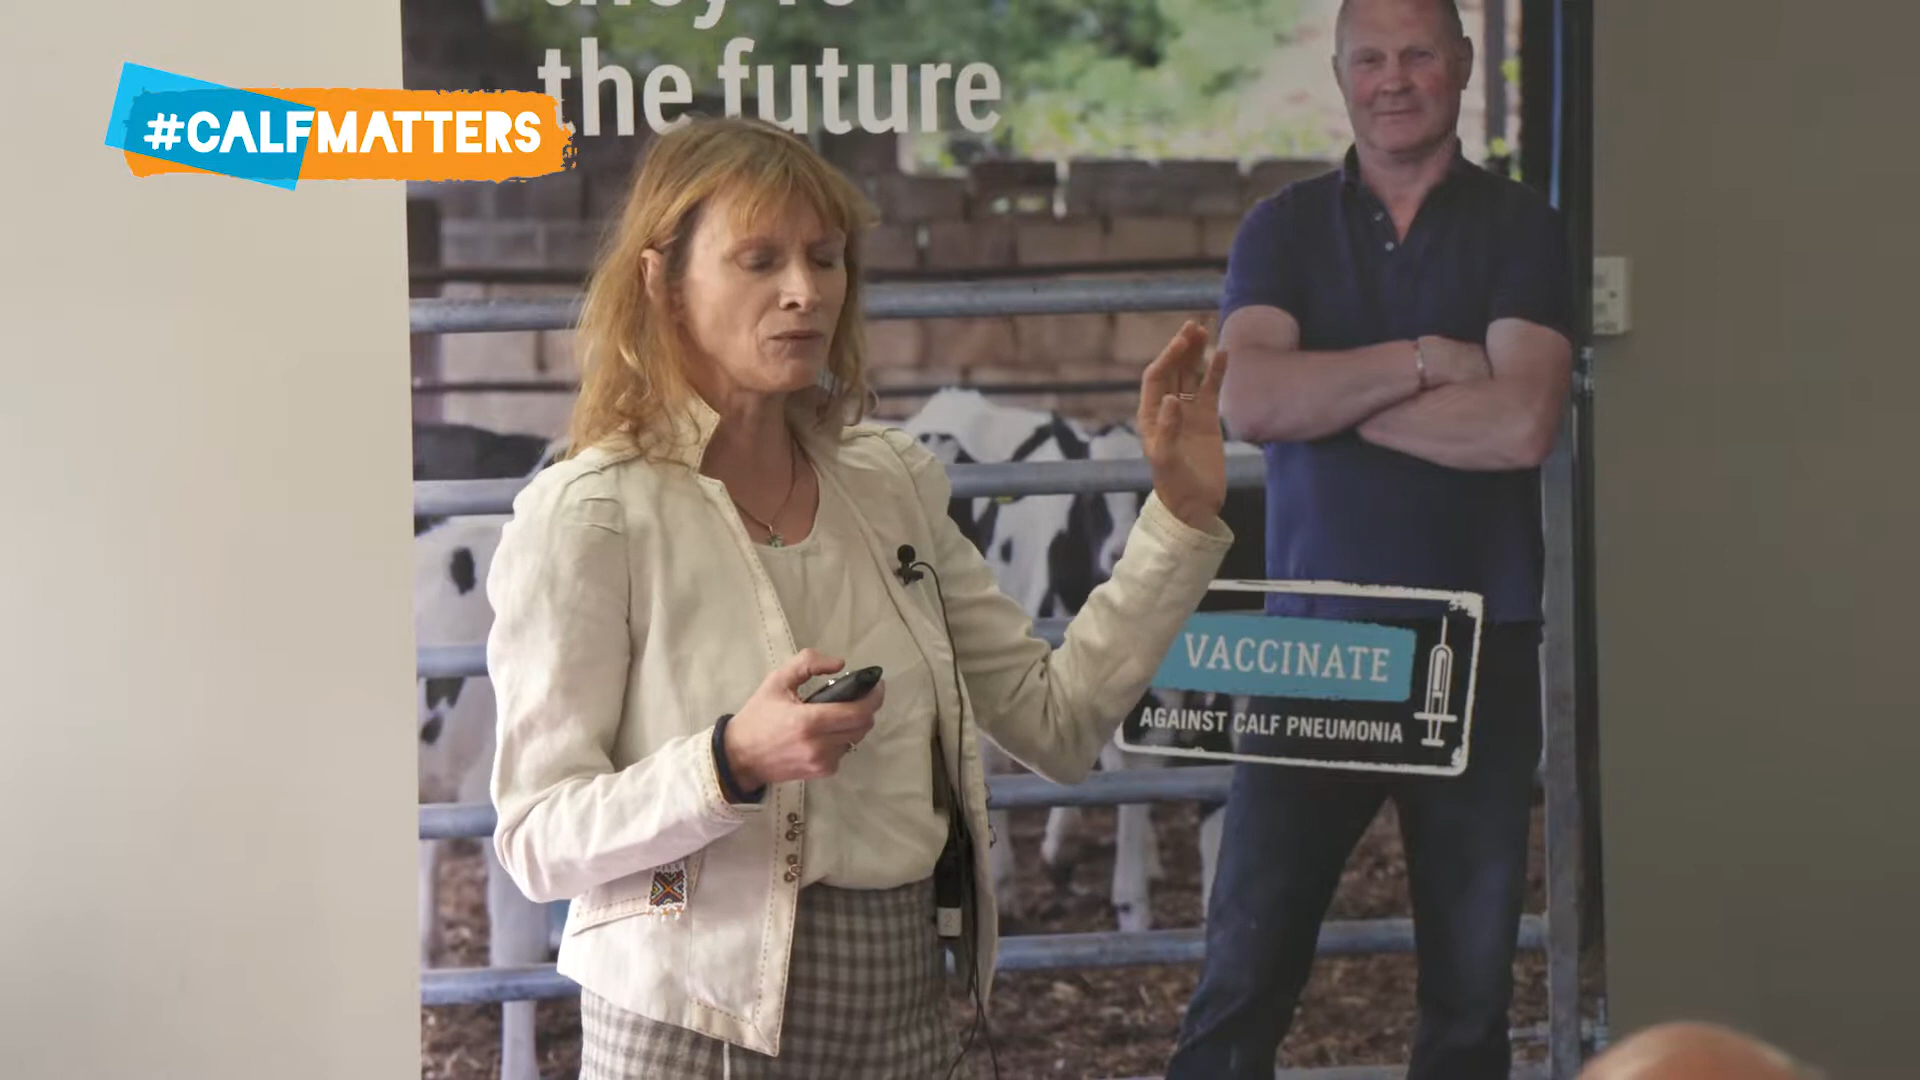 the future
#CALFMATTERS
VACCINATE
AGAINST CALF PNEUMONIA